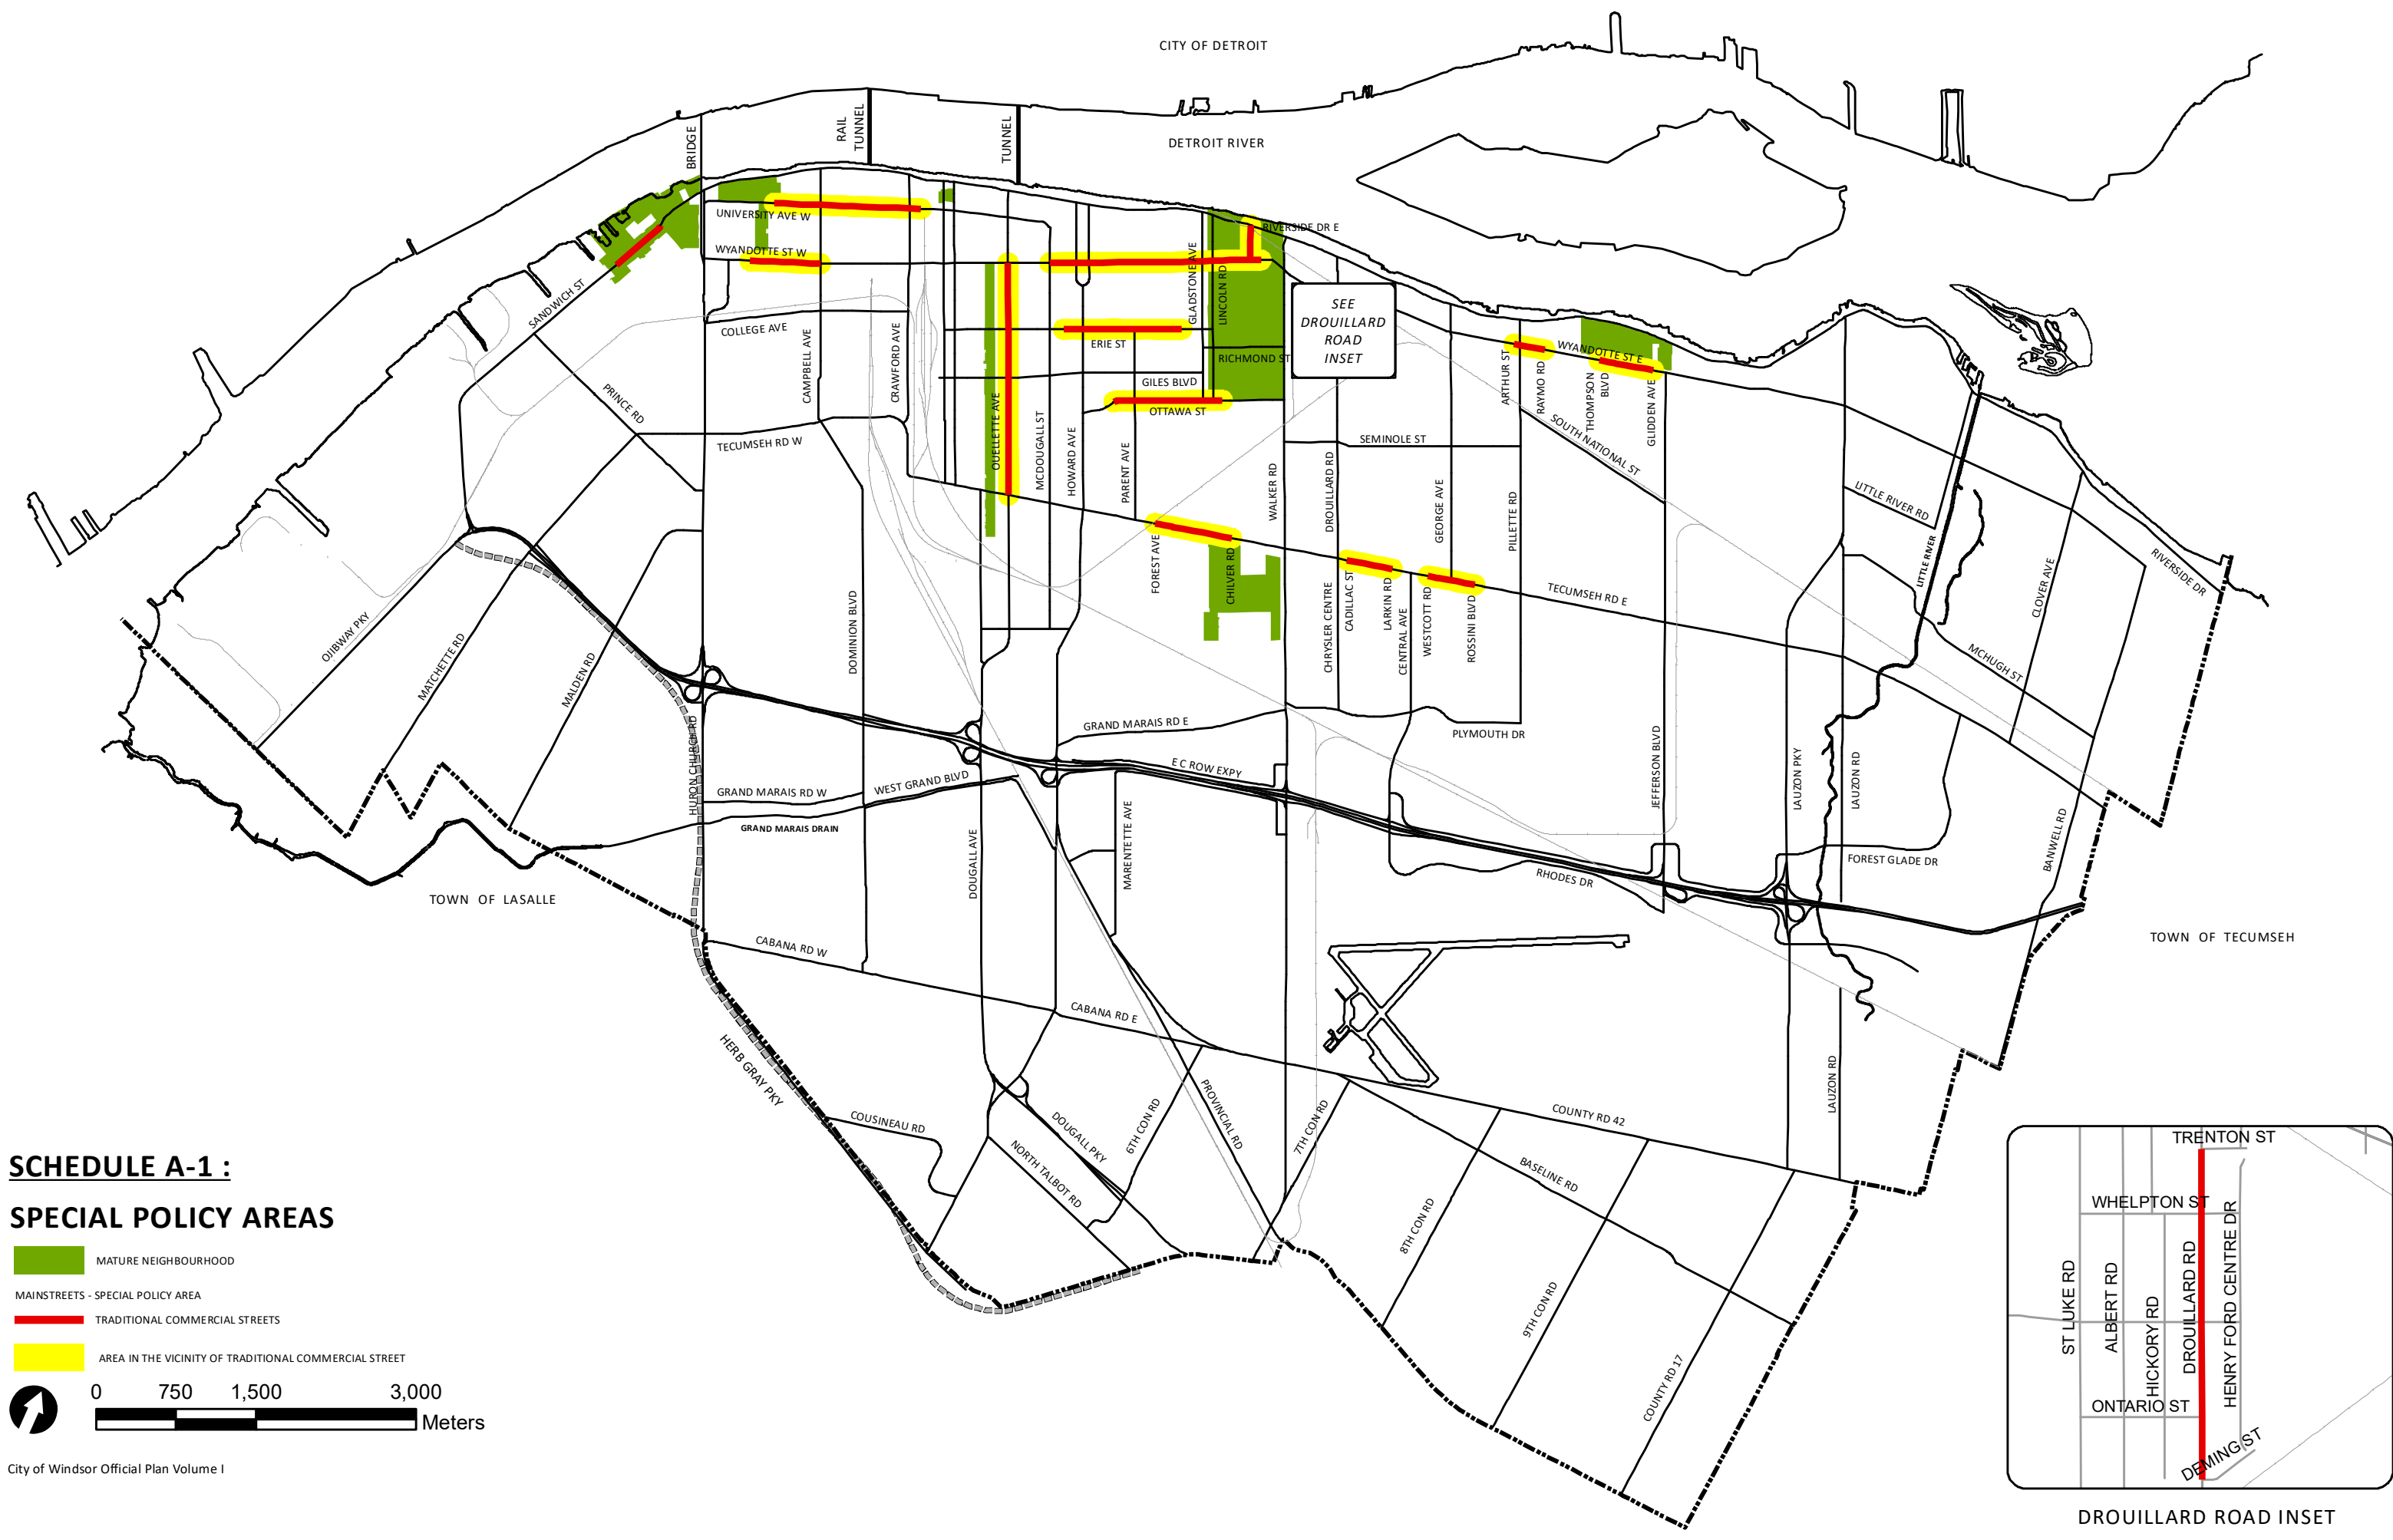 CITY OF DETROIT
DETROIT RIVER
BRIDGE
RAIL
TUNNEL
TUNNEL
UNIVERSITY AVE W
WYANDOTTE ST W
RIVERSIDE DR E
GLADSTONE AVE
LINCOLN RD
SANDWICH ST
COLLEGE AVE
CAMPBELL AVE
CRAWFORD AVE
ERIE ST
RICHMOND ST
GILES BLVD
OTTAWA ST
SEE
DROUILLARD
ROAD
INSET
ARTHUR ST
RAYMO RD
WYANDOTTE ST E
THOMPSON
BLVD
GLIDDEN AVE
PRINCE RD
TECUMSEH RD W
OUELLETTE AVE
MCDOUGALL ST
HOWARD AVE
PARENT AVE
WALKER RD
SEMINOLE ST
DROUILLARD RD
GEORGE AVE
PILLETTE RD
SOUTH NATIONAL ST
LITTLE RIVER RD
LITTLE RIVER
CLOVER AVE
RIVERSIDE DR
FOREST AVE
CHILVER RD
CHRYSLER CENTRE
CADILLAC ST
LARKIN RD
CENTRAL AVE
WESTCOTT RD
ROSSINI BLVD
TECUMSEH RD E
MCHUGH ST
OJIBWAY PKY
MATCHETTE RD
MALDEN RD
DOMINION BLVD
HURON CHURCH RD
GRAND MARAIS RD E
PLYMOUTH DR
E C ROW EXPY
JEFFERSON BLVD
LAUZON PKY
LAUZON RD
GRAND MARAIS RD W
WEST GRAND BLVD
GRAND MARAIS DRAIN
DOUGALL AVE
MARENTETTE AVE
RHODES DR
FOREST GLADE DR
BANWELL RD
TOWN OF LASALLE
TOWN OF TECUMSEH
CABANA RD W
CABANA RD E
HERB GRAY PKY
COUSINEAU RD
NORTH TALBOT RD
DOUGALL PKY
6TH CON RD
PROVINCIAL RD
7TH CON RD
COUNTY RD 42
LAUZON RD
BASELINE RD
8TH CON RD
9TH CON RD
COUNTY RD 17
SCHEDULE A-1 :
SPECIAL POLICY AREAS
MATURE NEIGHBOURHOOD
MAINSTREETS - SPECIAL POLICY AREA
TRADITIONAL COMMERCIAL STREETS
AREA IN THE VICINITY OF TRADITIONAL COMMERCIAL STREET
0 750 1,500 3,000
Meters
City of Windsor Official Plan Volume I
TRENTON ST
WHELPTON ST
ST LUKE RD
ALBERT RD
HICKORY RD
DROUILLARD RD
HENRY FORD CENTRE DR
ONTARIO ST
DEMING ST
DROUILLARD ROAD INSET